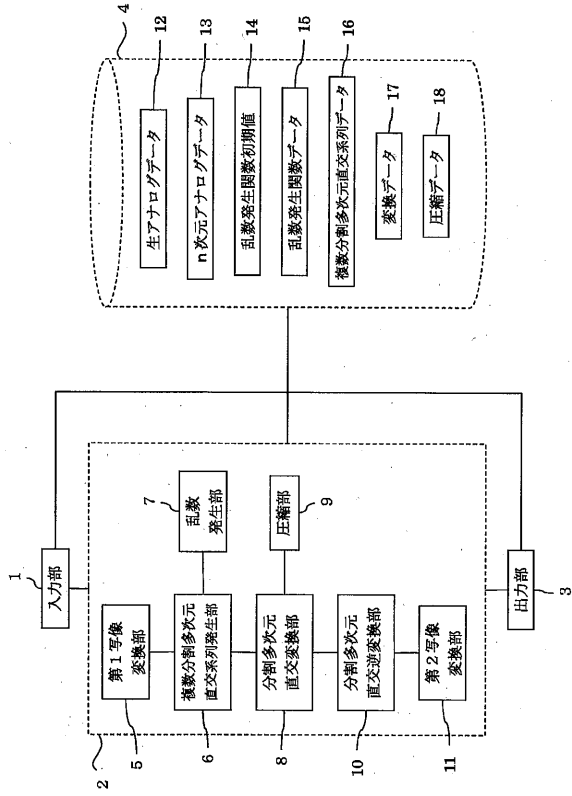 1
入力部
2
第１写像
変換部
5
複数分割多次元
直交系列発生部
6
乱数
発生部
7
分割多次元
直交変換部
8
圧縮部
9
分割多次元
直交逆変換部
10
第２写像
変換部
11
出力部
3
4
生アナログデータ
12
ｎ次元アナログデータ
13
乱数発生関数初期値
14
乱数発生関数データ
15
複数分割多次元直交系列データ
16
変換データ
17
圧縮データ
18